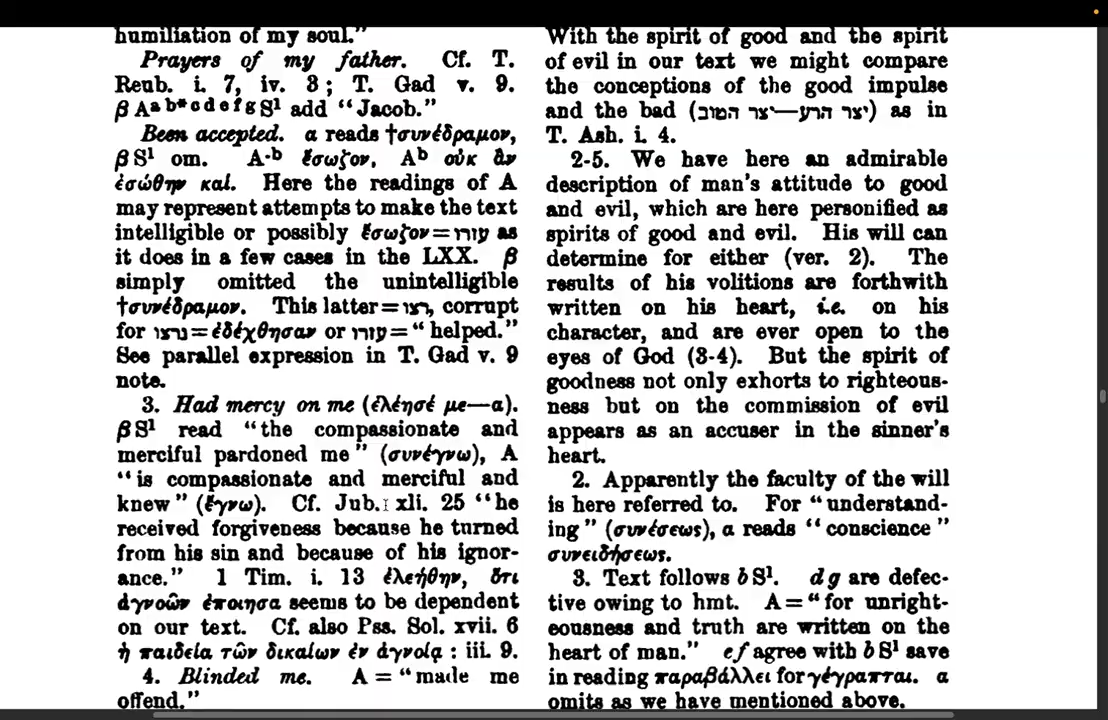 humiliation of my soul."
Prayers of my father. Cf. T.
Reub. i. 7, iv. 3; T. Gad v. 9.
β Aᵃᵇ*ᶜᵈᵉᶠᵍ S¹ add "Jacob."
Been accepted. α reads †συνέδραμον,
β S¹ om. A⁻ᵇ ἔσωζον, Aᵇ οὐκ ἂν
ἐσώθην καί. Here the readings of A
may represent attempts to make the text
intelligible or possibly ἔσωζον=עזרו as
it does in a few cases in the LXX. β
simply omitted the unintelligible
†συνέδραμον. This latter=רצו, corrupt
for נרצו=ἐδέχθησαν or עזרו="helped."
See parallel expression in T. Gad v. 9
note.
3. Had mercy on me (ἐλέησέ με—α).
β S¹ read "the compassionate and
merciful pardoned me" (συνέγνω), A
"is compassionate and merciful and
knew" (ἔγνω). Cf. Jub. xli. 25 "he
received forgiveness because he turned
from his sin and because of his ignor-
ance." 1 Tim. i. 13 ἐλεήθην, ὅτι
ἀγνοῶν ἐποιησα seems to be dependent
on our text. Cf. also Pss. Sol. xvii. 6
ἡ παιδεία τῶν δικαίων ἐν ἀγνοίᾳ : iii. 9.
4. Blinded me. A = "made me
offend."
With the spirit of good and the spirit
of evil in our text we might compare
the conceptions of the good impulse
and the bad (יצר הרע—יצר המוב) as in
T. Ash. i. 4.
2-5. We have here an admirable
description of man's attitude to good
and evil, which are here personified as
spirits of good and evil. His will can
determine for either (ver. 2). The
results of his volitions are forthwith
written on his heart, i.e. on his
character, and are ever open to the
eyes of God (3-4). But the spirit of
goodness not only exhorts to righteous-
ness but on the commission of evil
appears as an accuser in the sinner's
heart.
2. Apparently the faculty of the will
is here referred to. For "understand-
ing" (συνέσεως), α reads "conscience"
συνειδήσεως.
3. Text follows b S¹. d g are defec-
tive owing to hmt. A="for unright-
eousness and truth are written on the
heart of man." e f agree with b S¹ save
in reading παραβάλλει for γέγραπται. α
omits as we have mentioned above.